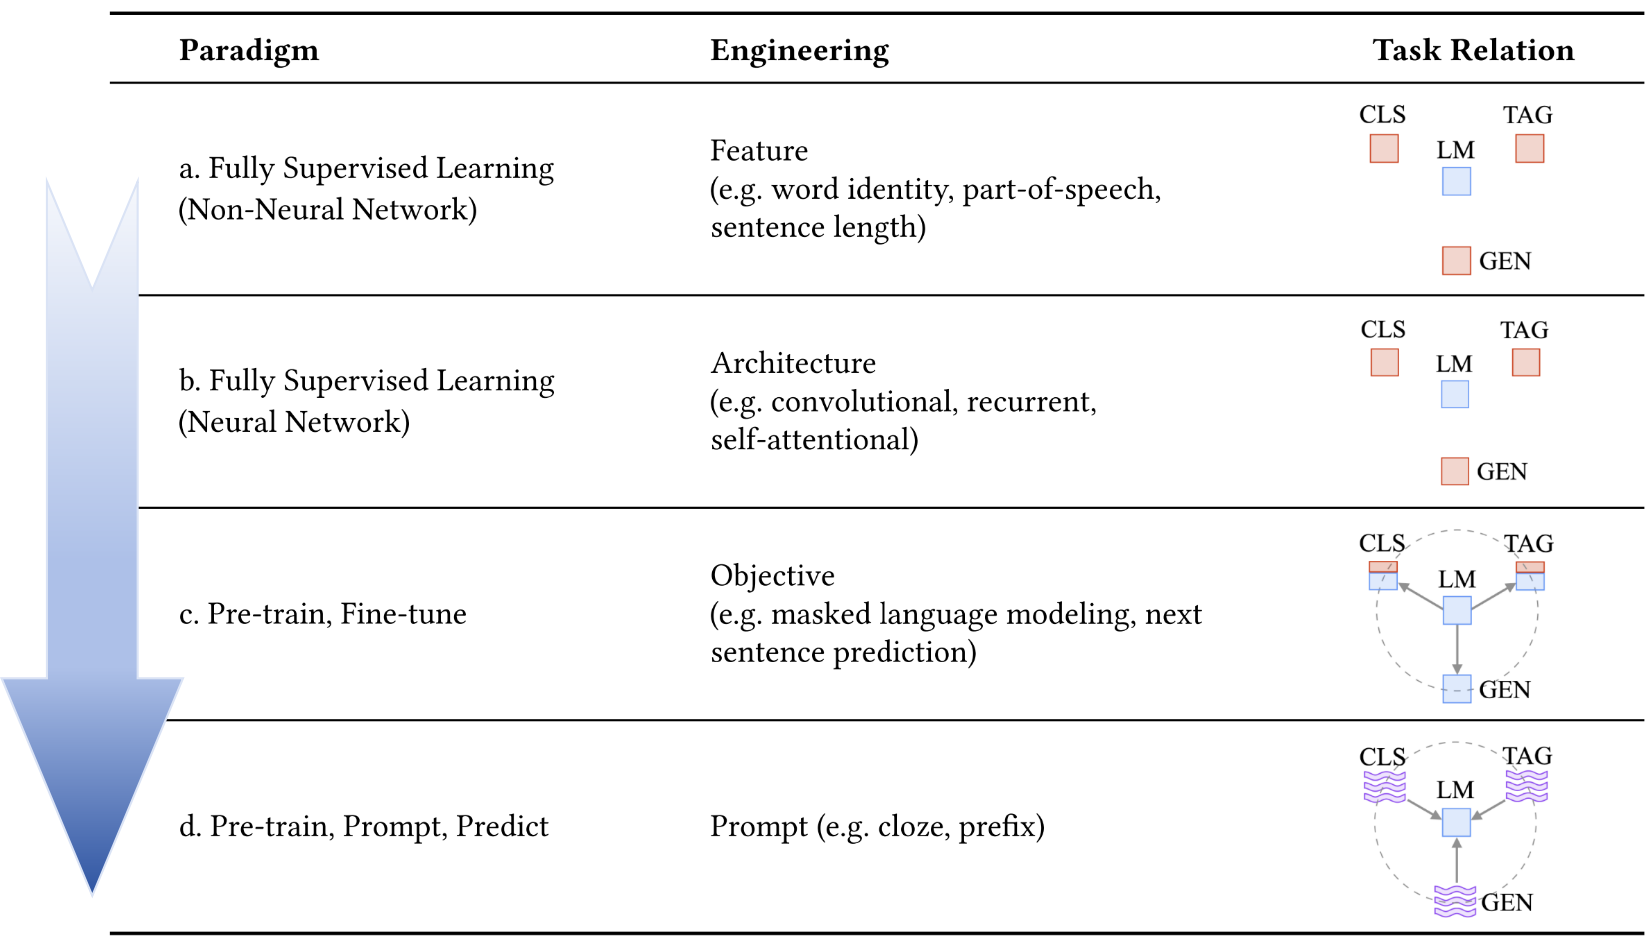 Paradigm Engineering Task Relation
a. Fully Supervised Learning
(Non-Neural Network)
Feature
(e.g. word identity, part-of-speech,
sentence length)
CLS TAG
LM
GEN
b. Fully Supervised Learning
(Neural Network)
Architecture
(e.g. convolutional, recurrent,
self-attentional)
CLS TAG
LM
GEN
c. Pre-train, Fine-tune
Objective
(e.g. masked language modeling, next
sentence prediction)
CLS TAG
LM
GEN
d. Pre-train, Prompt, Predict
Prompt (e.g. cloze, prefix)
CLS TAG
LM
GEN